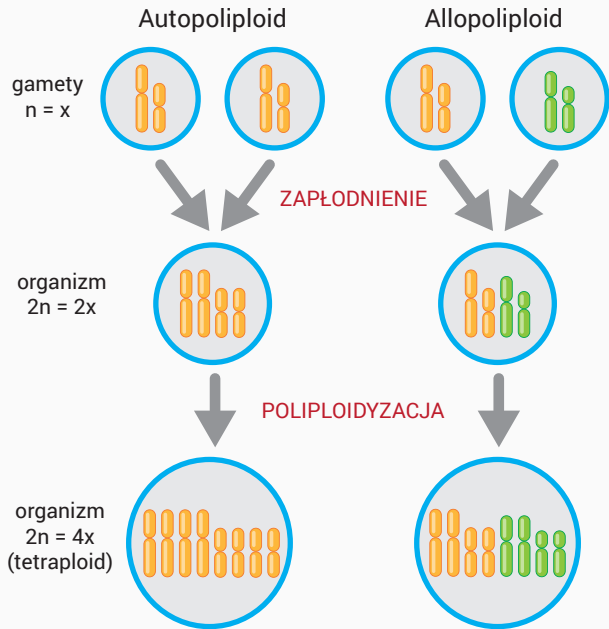 Autopoliploid
Allopoliploid
gamety
n = x
ZAPŁODNIENIE
organizm
2n = 2x
POLIPLOIDYZACJA
organizm
2n = 4x
(tetraploid)